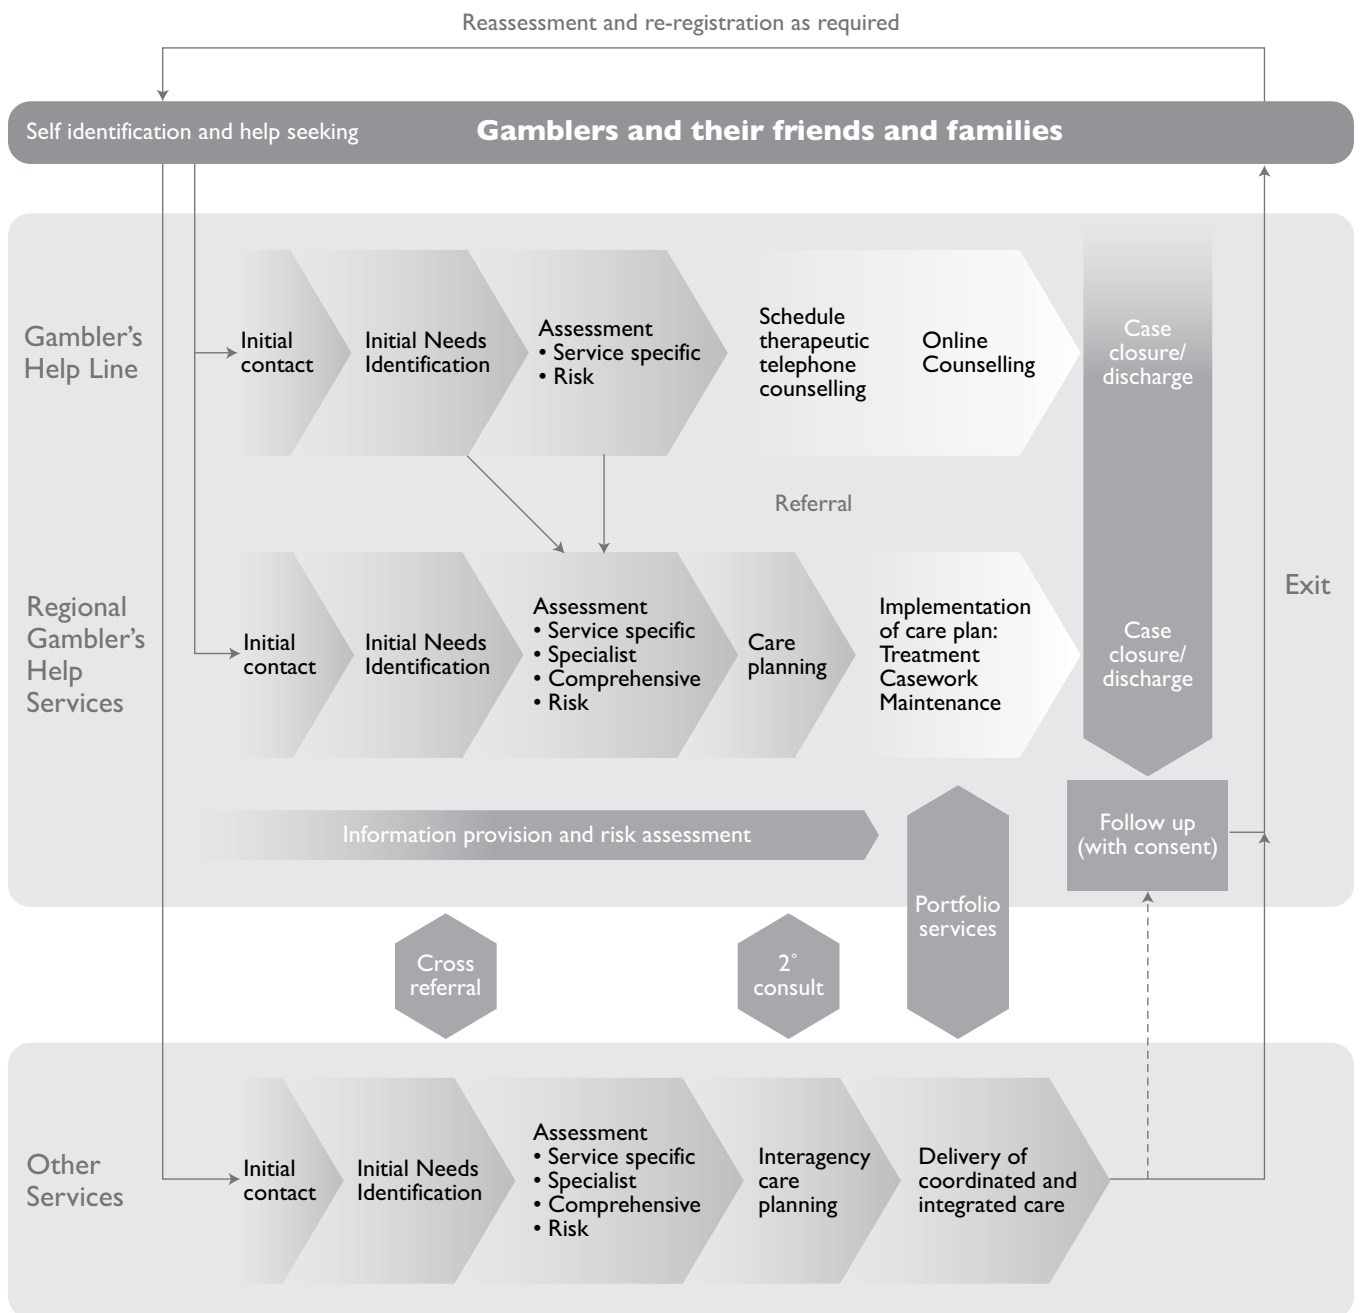 Reassessment and re-registration as required
Self identification and help seeking
Gamblers and their friends and families
Gambler's
Help Line
Initial
contact
Initial Needs
Identification
Assessment
• Service specific
• Risk
Schedule
therapeutic
telephone
counselling
Online
Counselling
Case
closure/
discharge
Referral
Exit
Regional
Gambler's
Help
Services
Initial
contact
Initial Needs
Identification
Assessment
• Service specific
• Specialist
• Comprehensive
• Risk
Care
planning
Implementation
of care plan:
Treatment
Casework
Maintenance
Case
closure/
discharge
Information provision and risk assessment
Follow up
(with consent)
Portfolio
services
Cross
referral
2°
consult
Other
Services
Initial
contact
Initial Needs
Identification
Assessment
• Service specific
• Specialist
• Comprehensive
• Risk
Interagency
care
planning
Delivery of
coordinated and
integrated care